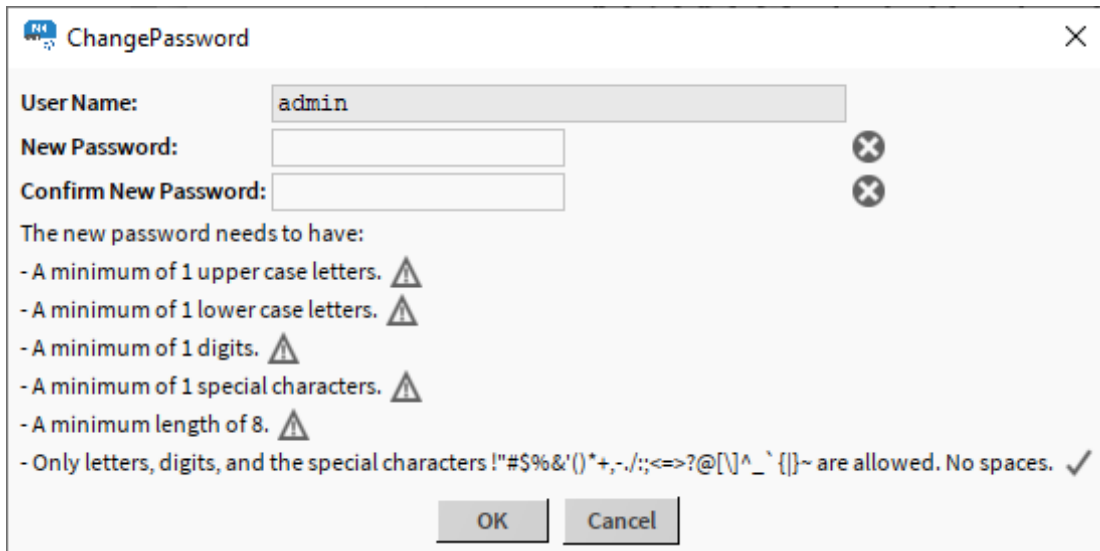 N4
ChangePassword
User Name: admin
New Password:
Confirm New Password:
The new password needs to have:
- A minimum of 1 upper case letters.
- A minimum of 1 lower case letters.
- A minimum of 1 digits.
- A minimum of 1 special characters.
- A minimum length of 8.
- Only letters, digits, and the special characters !"#$%&'()*+,-./:;<=>?@[\]^_`{|}~ are allowed. No spaces.
OK Cancel